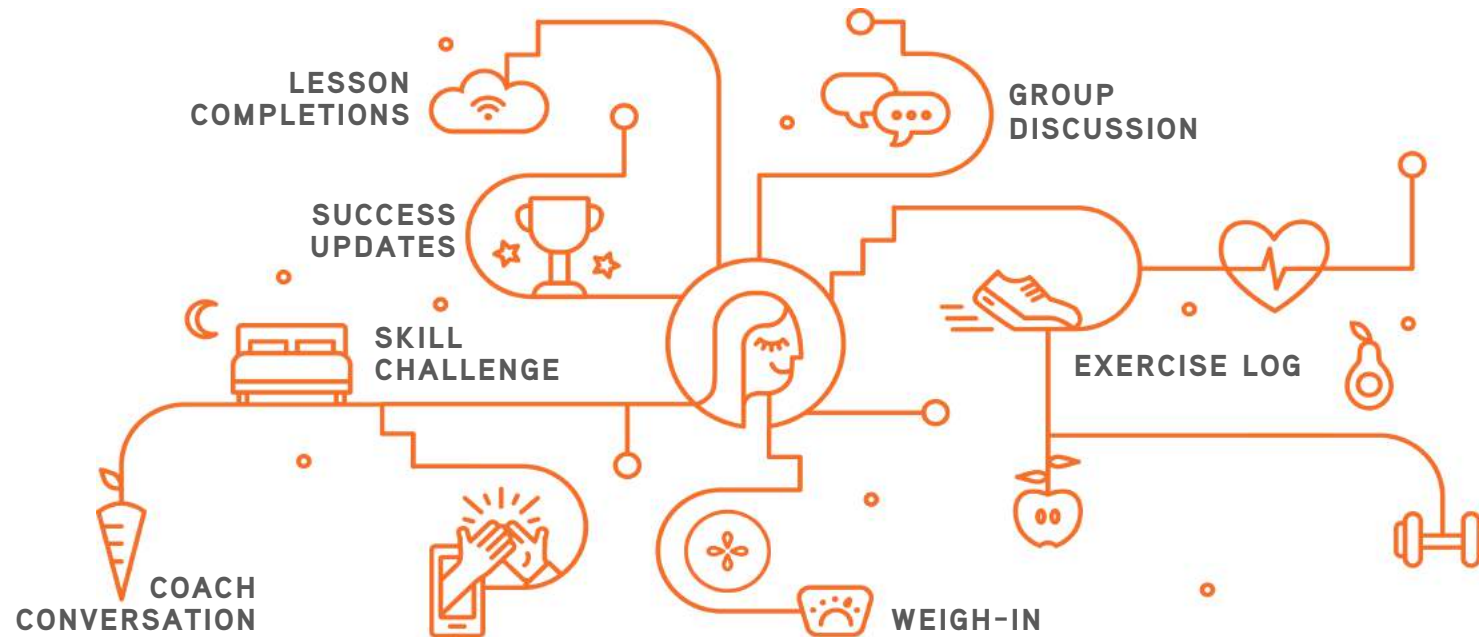 LESSON
COMPLETIONS
GROUP
DISCUSSION
SUCCESS
UPDATES
SKILL
CHALLENGE
EXERCISE LOG
COACH
CONVERSATION
WEIGH-IN